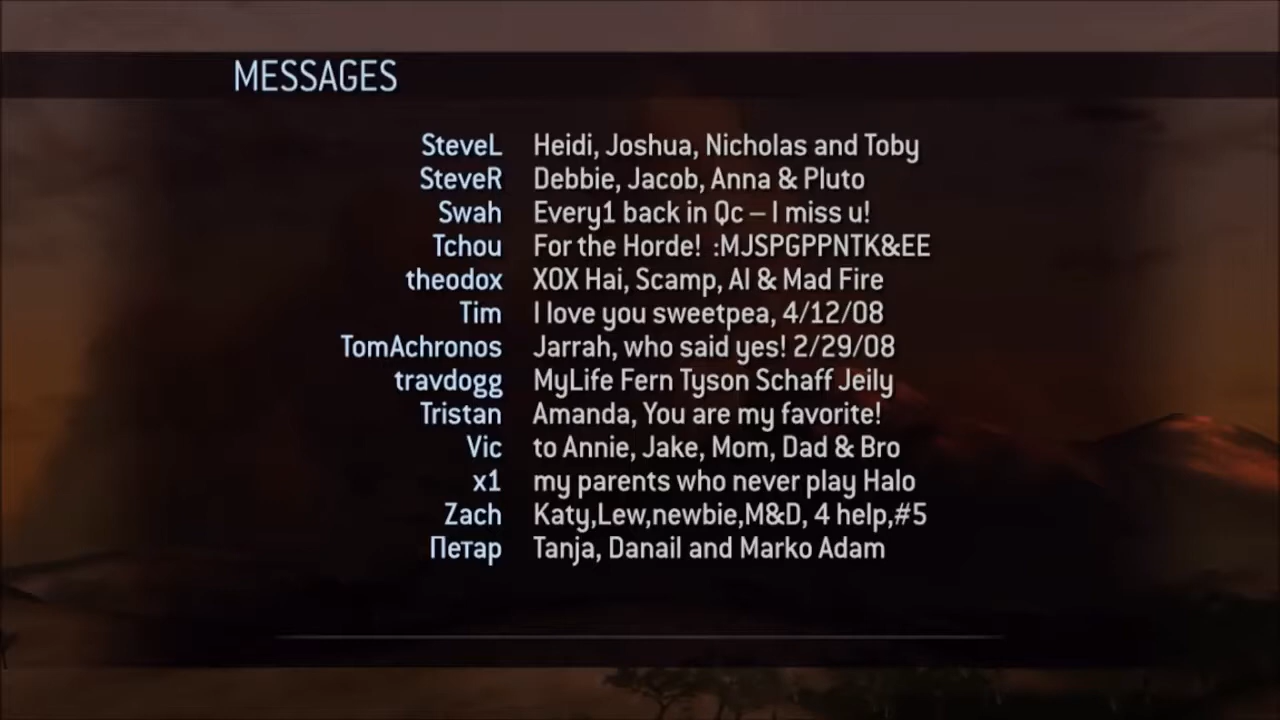 MESSAGES
SteveL Heidi, Joshua, Nicholas and Toby
SteveR Debbie, Jacob, Anna & Pluto
Swah Every1 back in Qc – I miss u!
Tchou For the Horde!  :MJSPGPPNTK&EE
theodox XOX Hai, Scamp, Al & Mad Fire
Tim I love you sweetpea, 4/12/08
TomAchronos Jarrah, who said yes! 2/29/08
travdogg MyLife Fern Tyson Schaff Jeily
Tristan Amanda, You are my favorite!
Vic to Annie, Jake, Mom, Dad & Bro
x1 my parents who never play Halo
Zach Katy,Lew,newbie,M&D, 4 help,#5
Петар Tanja, Danail and Marko Adam